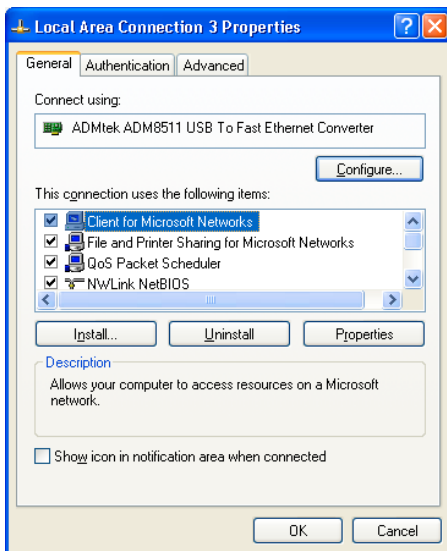 Local Area Connection 3 Properties
General Authentication Advanced
Connect using:
ADMtek ADM8511 USB To Fast Ethernet Converter
Configure...
This connection uses the following items:
Client for Microsoft Networks
File and Printer Sharing for Microsoft Networks
QoS Packet Scheduler
NWLink NetBIOS
Install... Uninstall Properties
Description
Allows your computer to access resources on a Microsoft
network.
Show icon in notification area when connected
OK Cancel